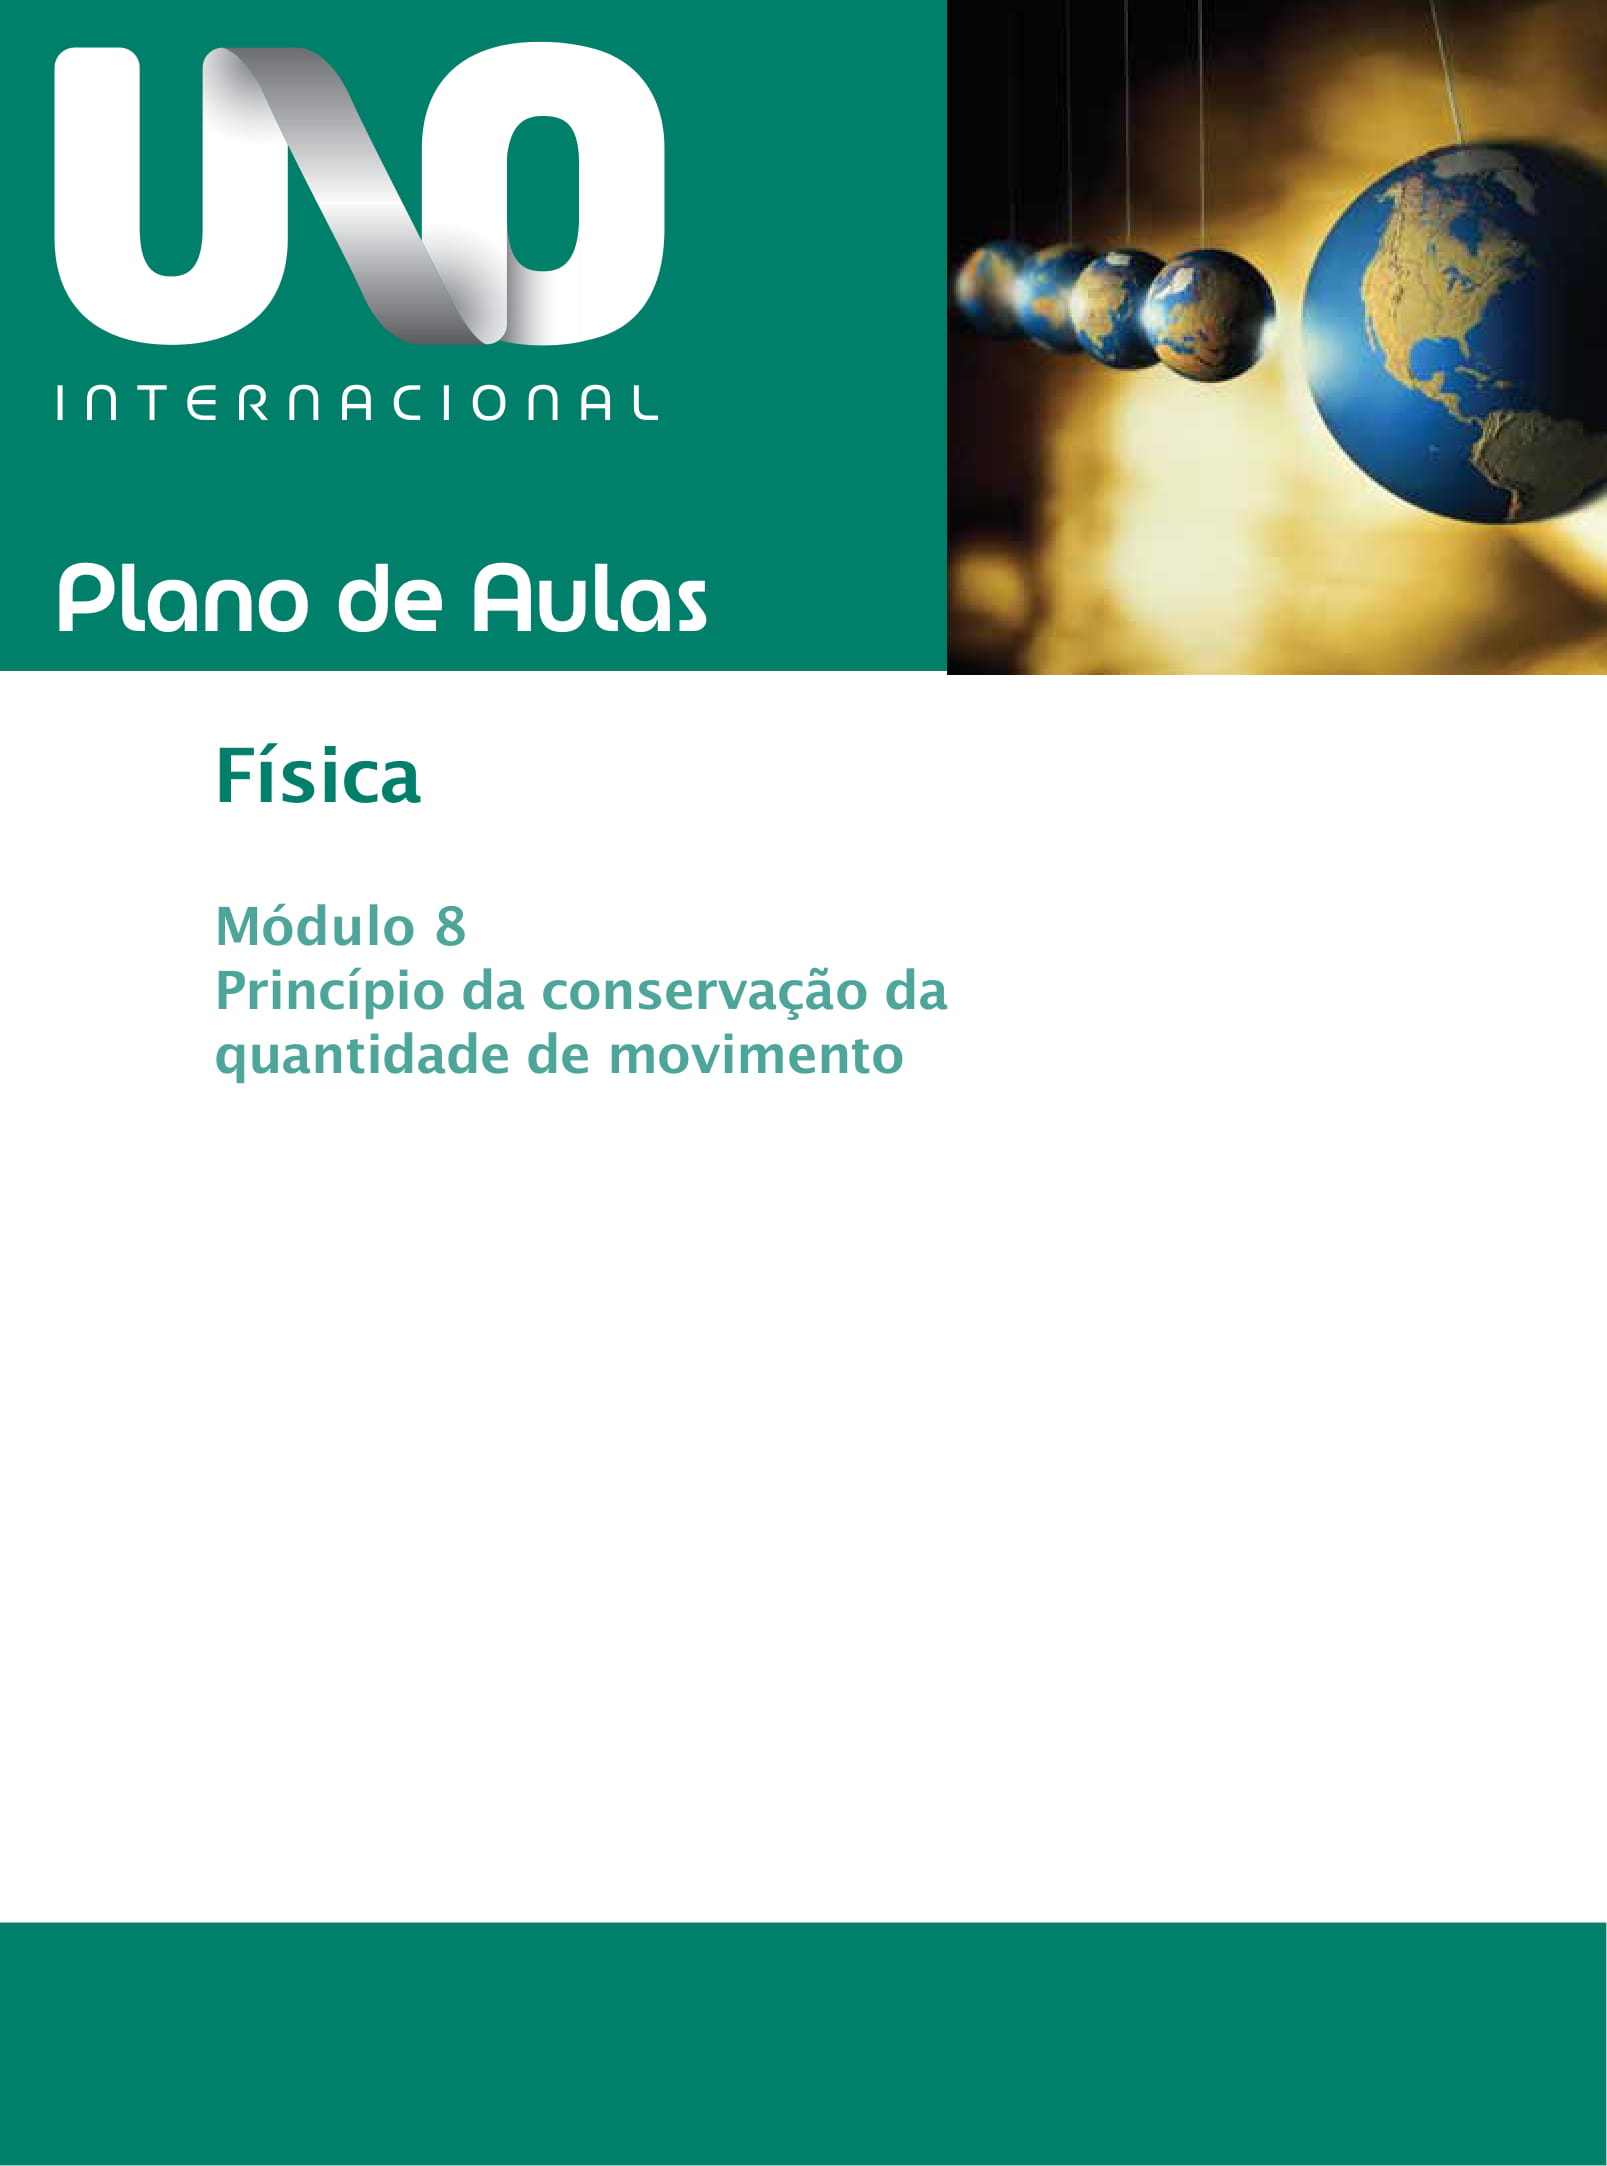 UNO
INTERNACIONAL
Plano de Aulas
Física
Módulo 8
Princípio da conservação da
quantidade de movimento